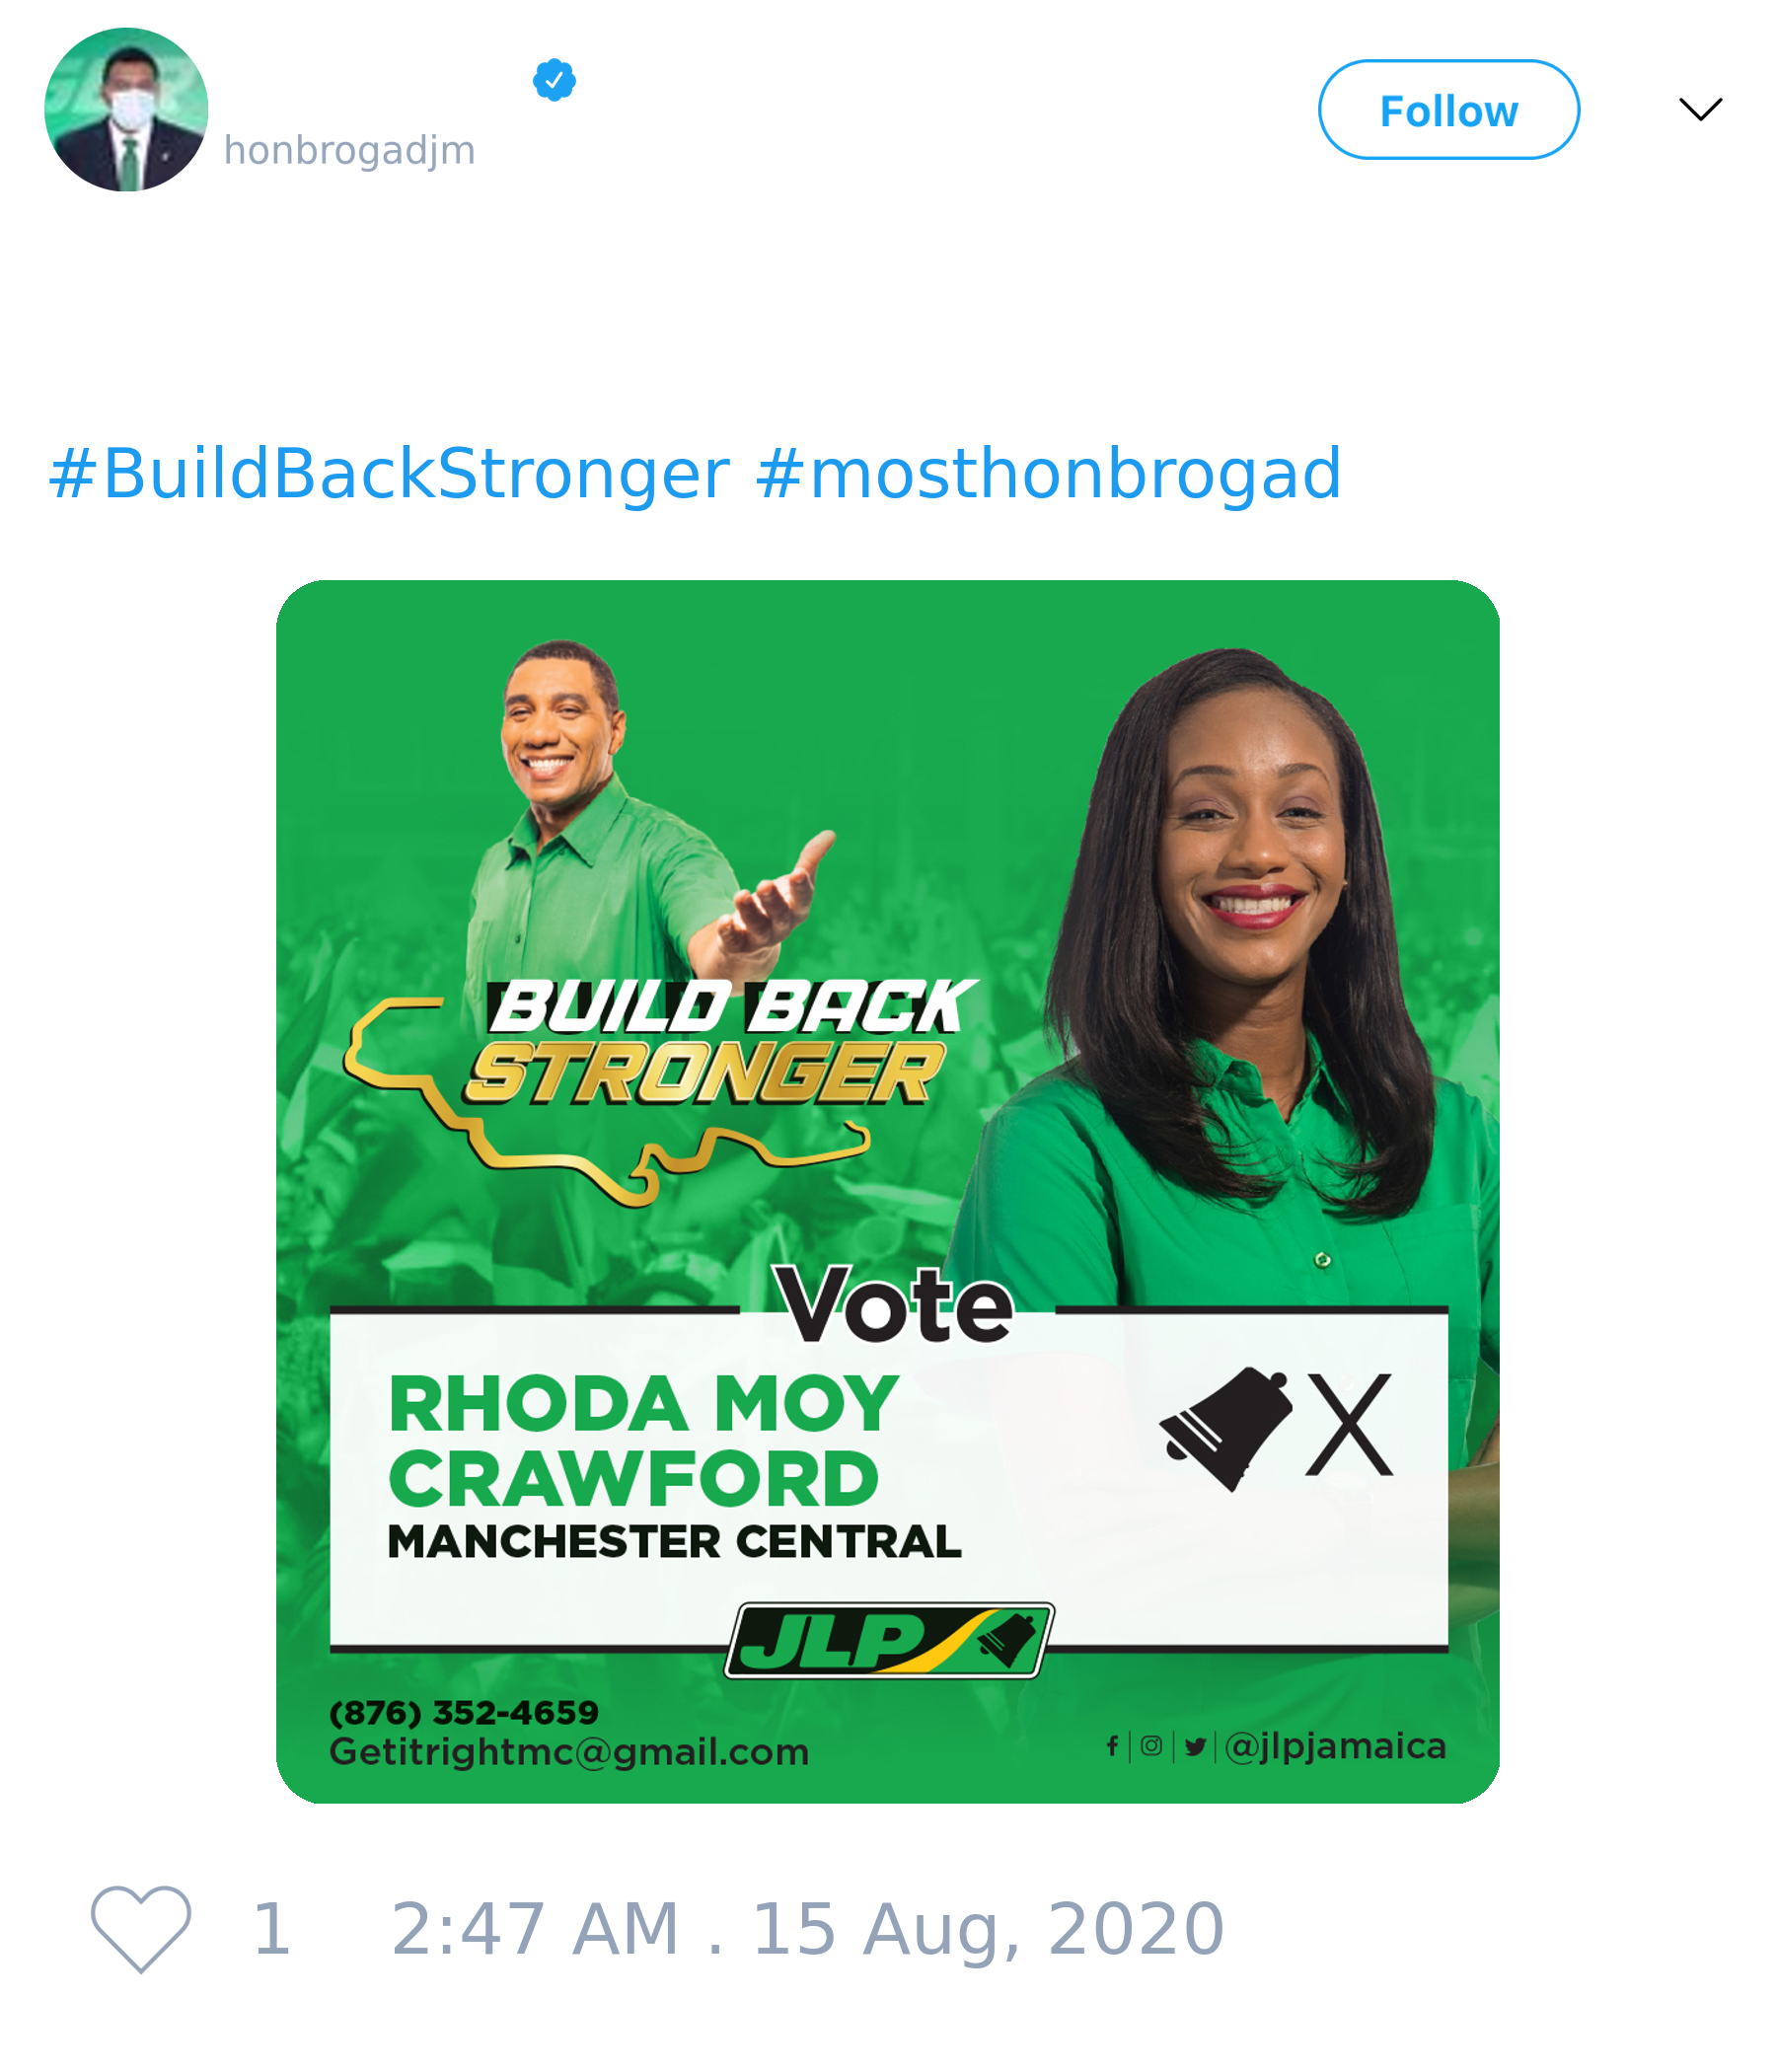 honbrogadjm
Follow
#BuildBackStronger #mosthonbrogad
BUILD BACK
STRONGER
Vote
RHODA MOY
CRAWFORD
X
MANCHESTER CENTRAL
JLP
(876) 352-4659
Getitrightmc@gmail.com
@jlpjamaica
1 2:47 AM . 15 Aug, 2020